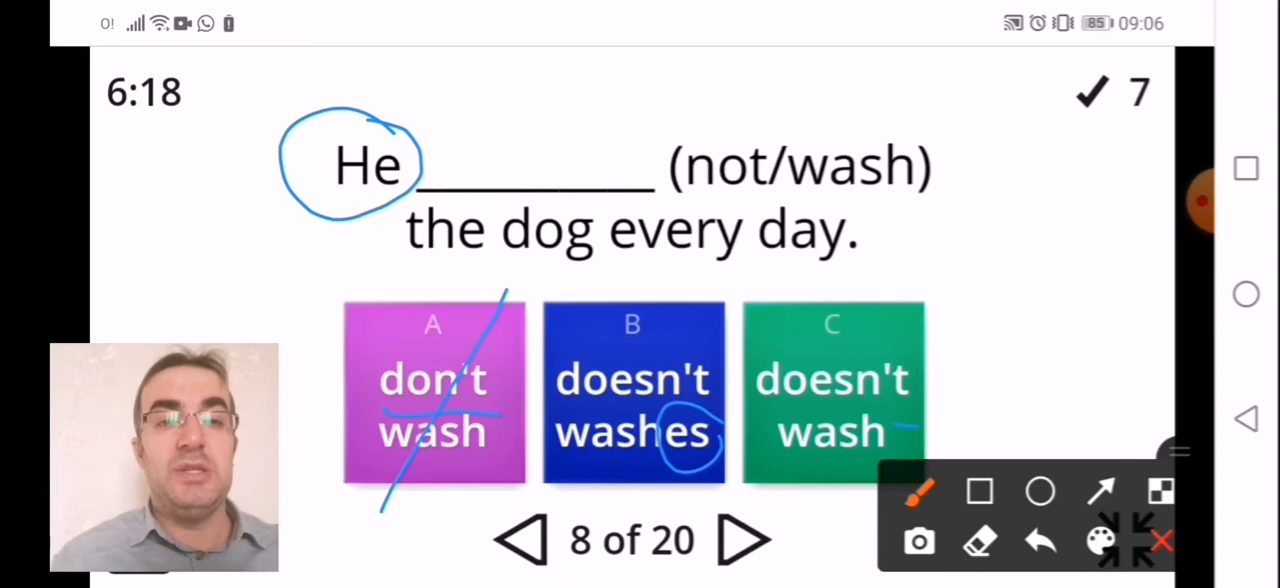 O! 85 09:06
6:18 7
He __________ (not/wash)
the dog every day.
A
don't
wash
B
doesn't
washes
C
doesn't
wash
8 of 20